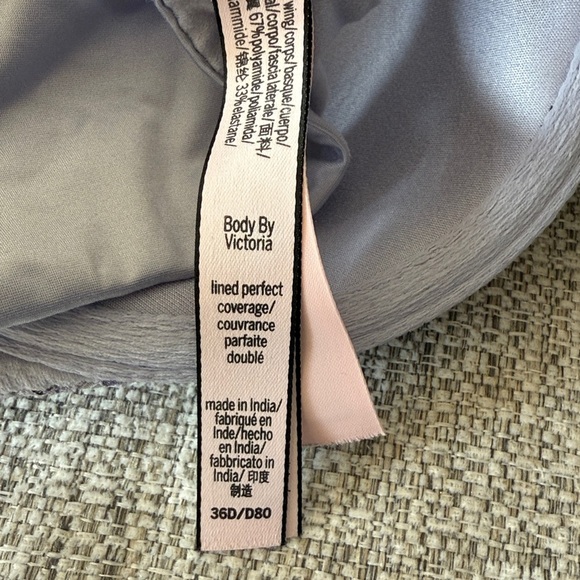 wing/corps/basque/cuerpo/
al/corpo/fascia laterale/面料/
67% polyamide/poliamida/
ammide/锦纶 33% elastane/
Body By
Victoria
lined perfect
coverage/
couvrance
parfaite
doublé
made in India/
fabriqué en
Inde/hecho
en India/
fabbricato in
India/ 印度
制造
36D/D80